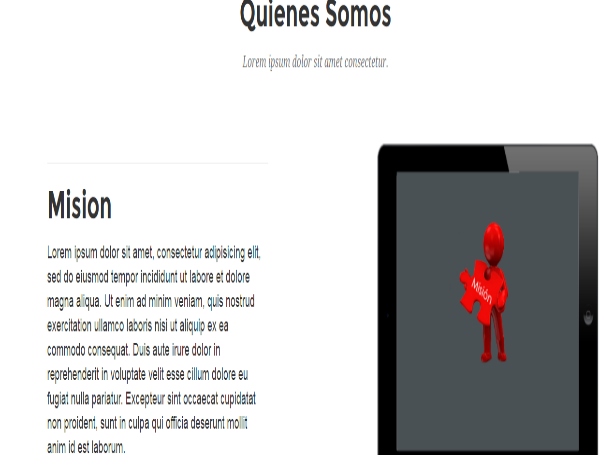 Quienes Somos
Lorem ipsum dolor sit amet consectetur.
Mision
Lorem ipsum dolor sit amet, consectetur adipisicing elit,
sed do eiusmod tempor incididunt ut labore et dolore
magna aliqua. Ut enim ad minim veniam, quis nostrud
exercitation ullamco laboris nisi ut aliquip ex ea
commodo consequat. Duis aute irure dolor in
reprehenderit in voluptate velit esse cillum dolore eu
fugiat nulla pariatur. Excepteur sint occaecat cupidatat
non proident, sunt in culpa qui officia deserunt mollit
anim id est laborum.
Misión